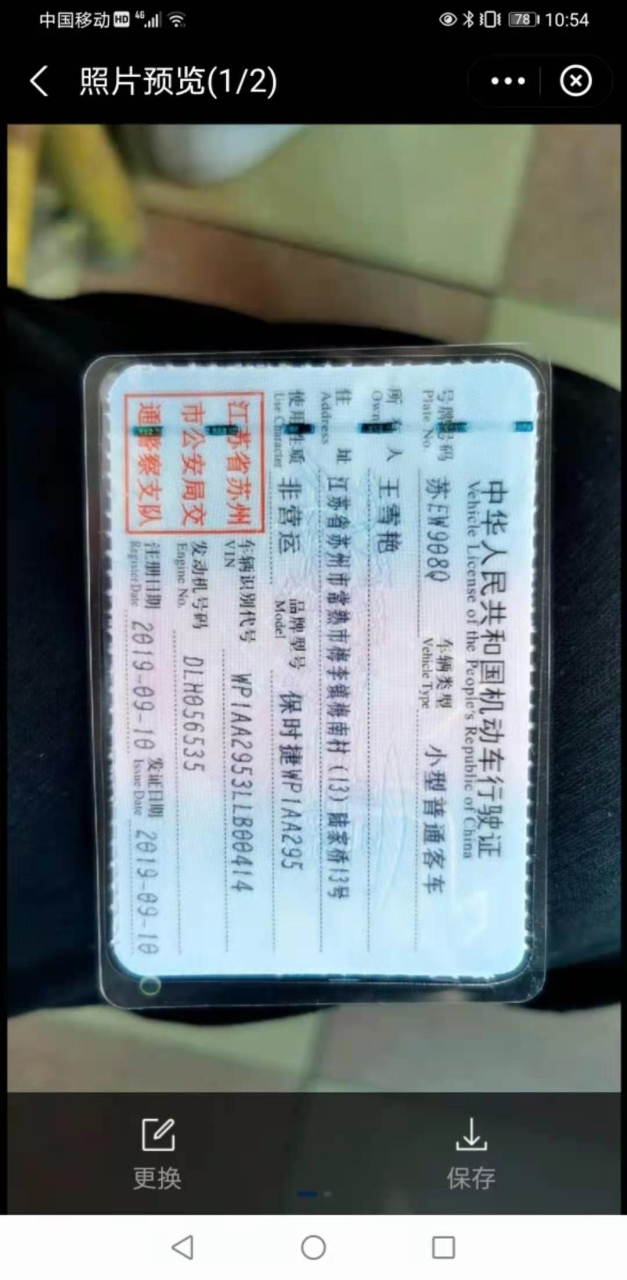 中国移动 HD 4G 78 10:54
照片预览(1/2)
中华人民共和国机动车行驶证
Vehicle License of the People's Republic of China
号牌号码 苏EW908Q 车辆类型 小型普通客车
Plate No. Vehicle Type
所有人 王雪艳
Owner
住址 江苏省苏州市常熟市梅李镇梅南村(13)陆家桥13号
Address
使用性质 非营运 品牌型号 保时捷WP1AA295
Use Character Model
江苏省苏州
市公安局交
通警察支队
车辆识别代号 WP1AA2953LLB00414
VIN
发动机号码 DLH056535
Engine No.
注册日期 2019-09-10 发证日期 2019-09-10
Register Date Issue Date
更换 保存